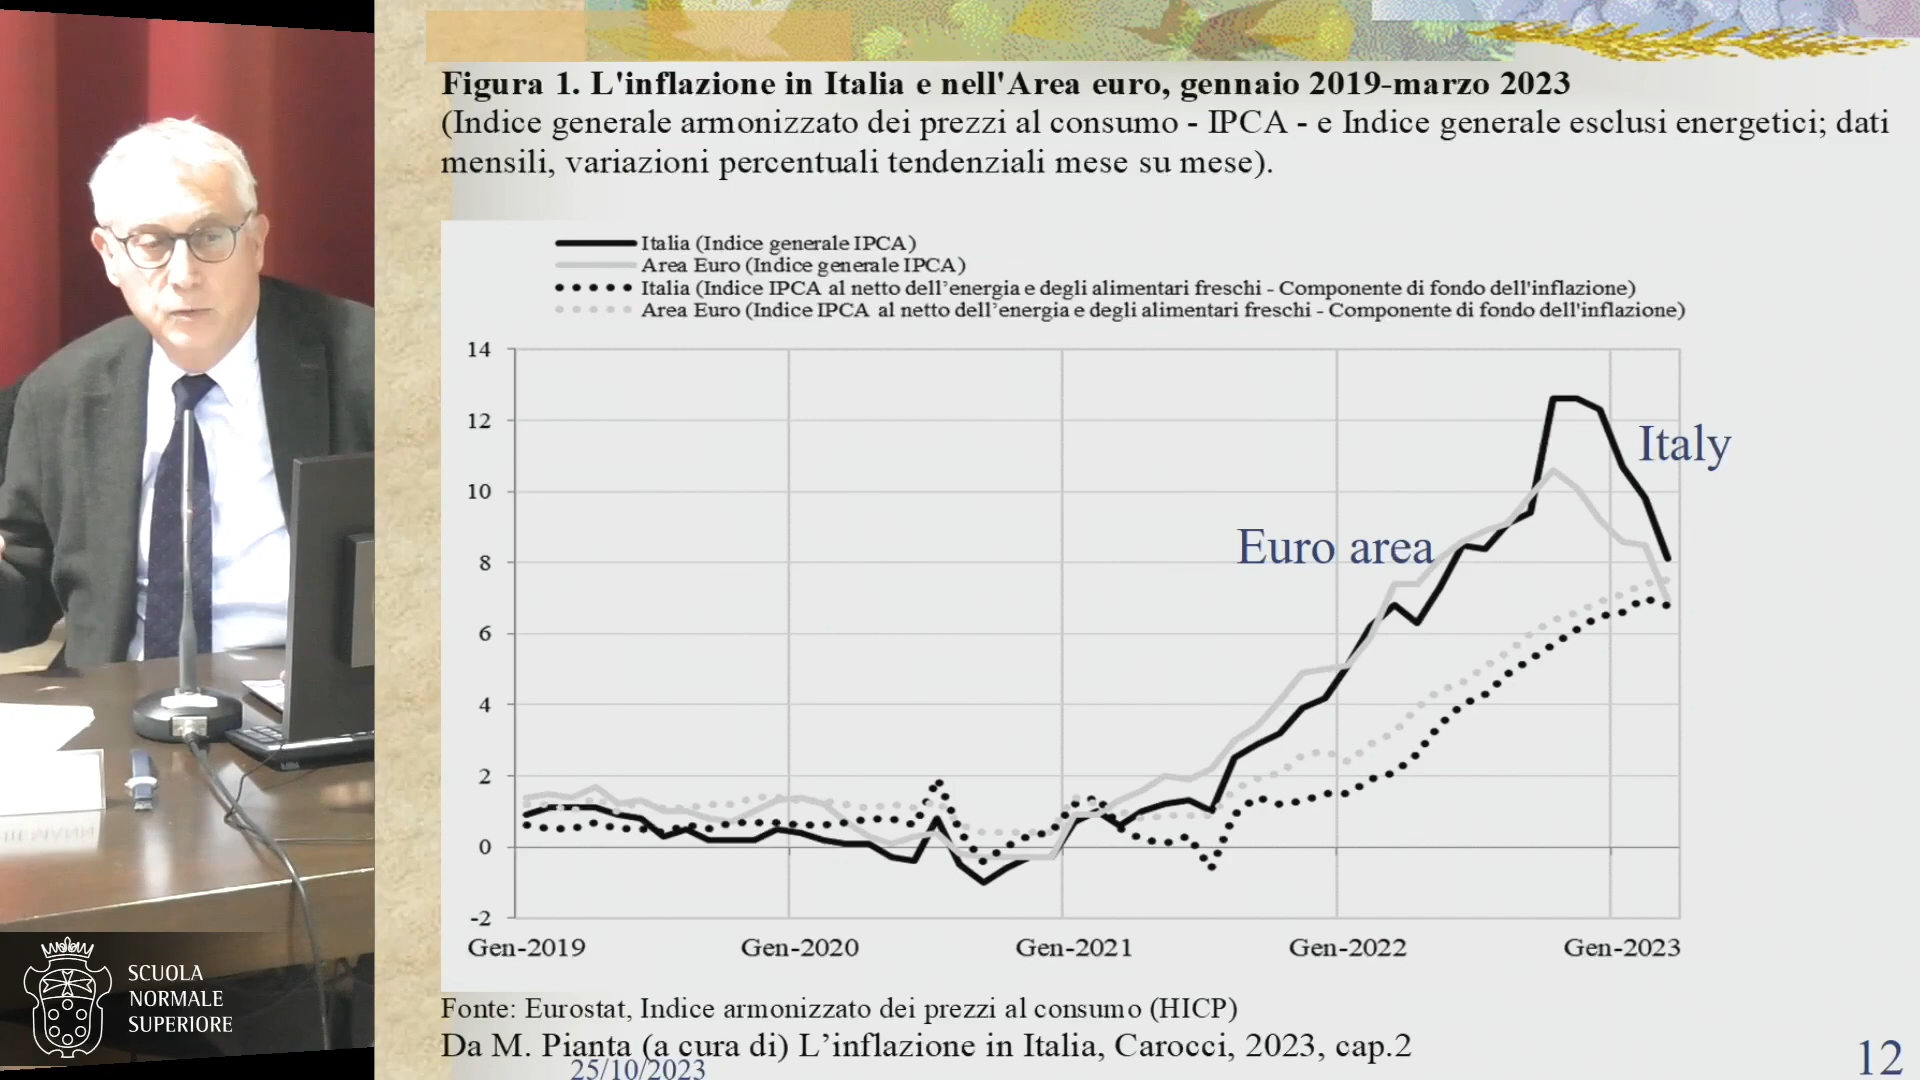 Figura 1. L'inflazione in Italia e nell'Area euro, gennaio 2019-marzo 2023
(Indice generale armonizzato dei prezzi al consumo - IPCA - e Indice generale esclusi energetici; dati
mensili, variazioni percentuali tendenziali mese su mese).
Italia (Indice generale IPCA)
Area Euro (Indice generale IPCA)
Italia (Indice IPCA al netto dell'energia e degli alimentari freschi - Componente di fondo dell'inflazione)
Area Euro (Indice IPCA al netto dell'energia e degli alimentari freschi - Componente di fondo dell'inflazione)
14
12
10
8
6
4
2
0
-2
Italy
Euro area
Gen-2019 Gen-2020 Gen-2021 Gen-2022 Gen-2023
Fonte: Eurostat, Indice armonizzato dei prezzi al consumo (HICP)
Da M. Pianta (a cura di) L'inflazione in Italia, Carocci, 2023, cap.2
25/10/2023
12
SCUOLA
NORMALE
SUPERIORE